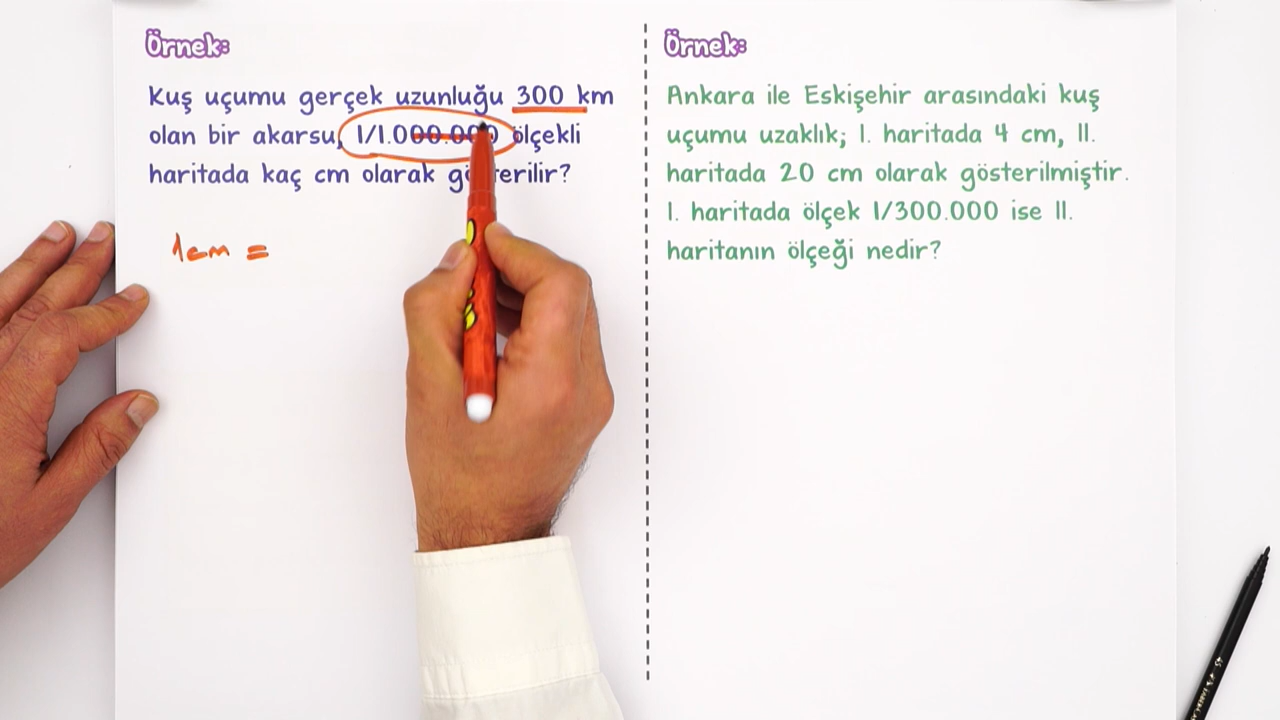 Örnek:
Kuş uçumu gerçek uzunluğu 300 km
olan bir akarsu, 1/1.000.000 ölçekli
haritada kaç cm olarak gösterilir?
1cm =
Örnek:
Ankara ile Eskişehir arasındaki kuş
uçumu uzaklık; I. haritada 4 cm, II.
haritada 20 cm olarak gösterilmiştir.
I. haritada ölçek 1/300.000 ise II.
haritanın ölçeği nedir?